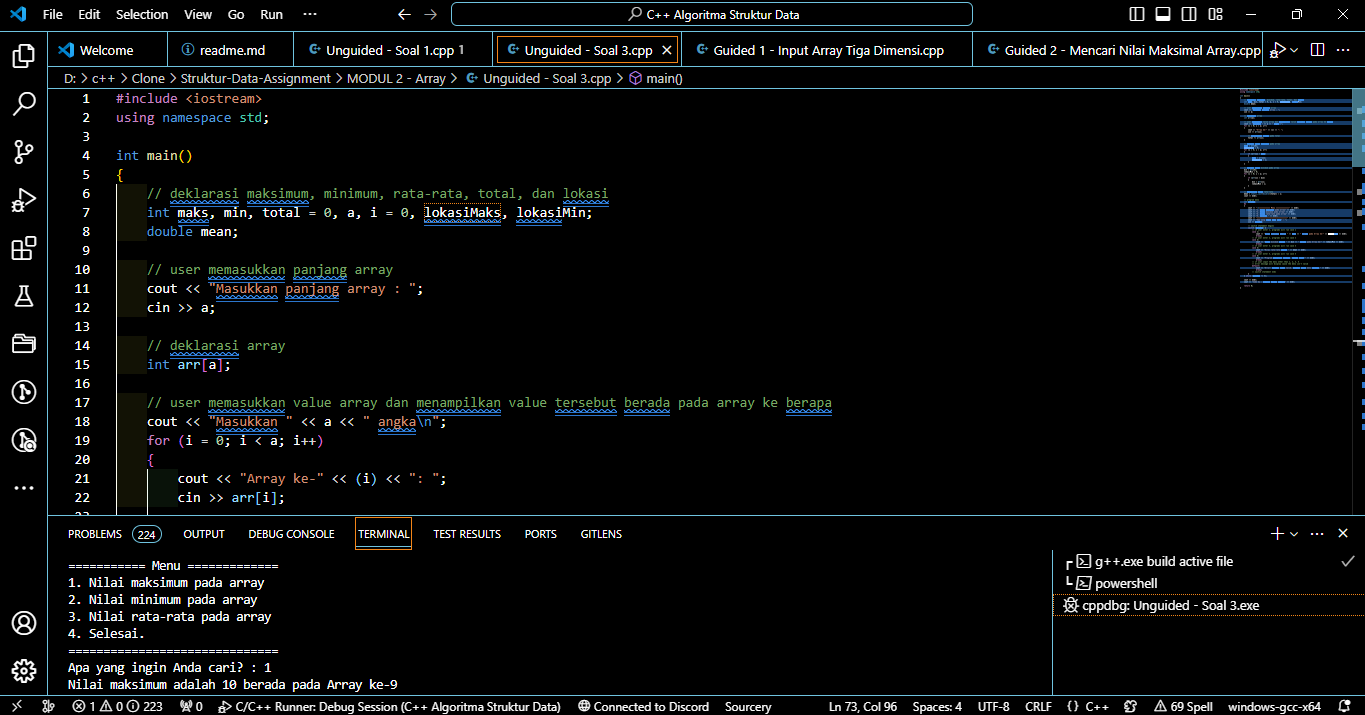 File Edit Selection View Go Run ··· ← → C++ Algoritma Struktur Data
Welcome readme.md Unguided - Soal 1.cpp 1 Unguided - Soal 3.cpp Guided 1 - Input Array Tiga Dimensi.cpp Guided 2 - Mencari Nilai Maksimal Array.cpp
D: > c++ > Clone > Struktur-Data-Assignment > MODUL 2 - Array > Unguided - Soal 3.cpp > main()
1 #include <iostream>
2 using namespace std;
3
4 int main()
5 {
6 // deklarasi maksimum, minimum, rata-rata, total, dan lokasi
7 int maks, min, total = 0, a, i = 0, lokasiMaks, lokasiMin;
8 double mean;
9
10 // user memasukkan panjang array
11 cout << "Masukkan panjang array : ";
12 cin >> a;
13
14 // deklarasi array
15 int arr[a];
16
17 // user memasukkan value array dan menampilkan value tersebut berada pada array ke berapa
18 cout << "Masukkan " << a << " angka\n";
19 for (i = 0; i < a; i++)
20 {
21 cout << "Array ke-" << (i) << ": ";
22 cin >> arr[i];
PROBLEMS 224 OUTPUT DEBUG CONSOLE TERMINAL TEST RESULTS PORTS GITLENS
=========== Menu =============
1. Nilai maksimum pada array
2. Nilai minimum pada array
3. Nilai rata-rata pada array
4. Selesai.
==============================
Apa yang ingin Anda cari? : 1
Nilai maksimum adalah 10 berada pada Array ke-9
g++.exe build active file
powershell
cppdbg: Unguided - Soal 3.exe
1 0 223 0 C/C++ Runner: Debug Session (C++ Algoritma Struktur Data) Connected to Discord Sourcery Ln 73, Col 96 Spaces: 4 UTF-8 CRLF {} C++ 69 Spell windows-gcc-x64